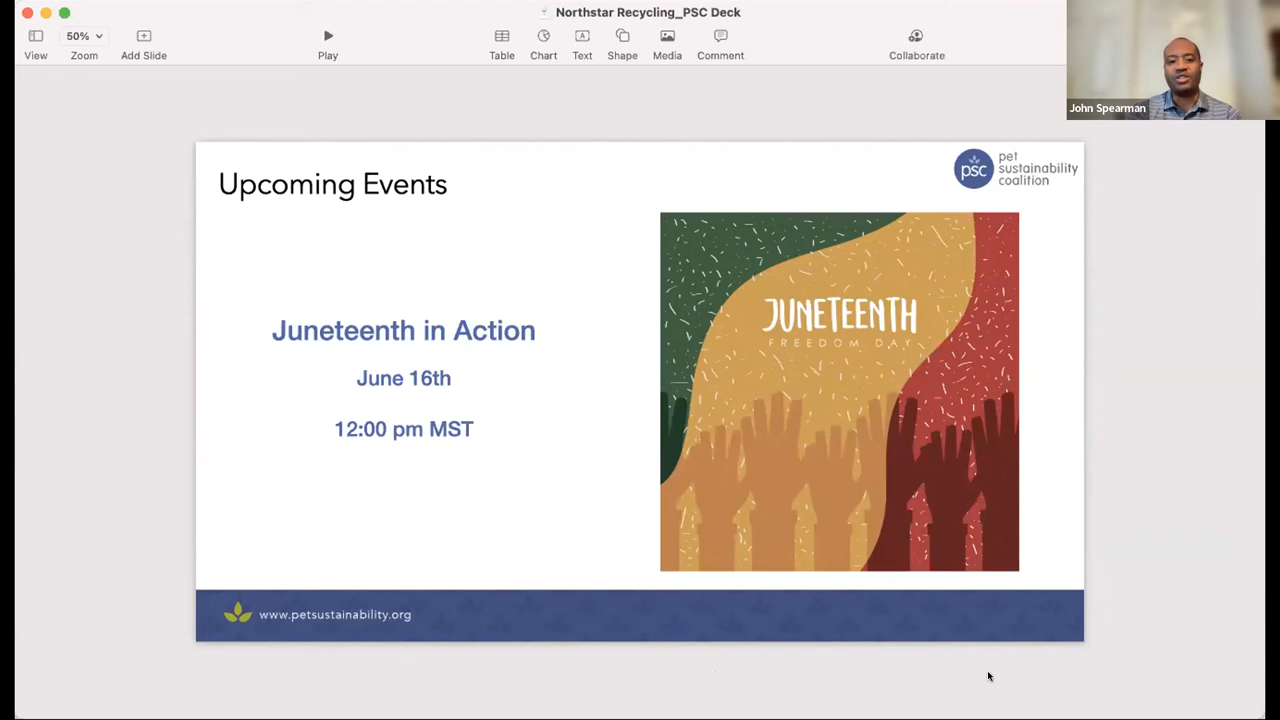 Northstar Recycling_PSC Deck
50%
View
Zoom
Add Slide
Play
Table
Chart
Text
Shape
Media
Comment
Collaborate
John Spearman
Upcoming Events
psc
pet
sustainability
coalition
Juneteenth in Action
June 16th
12:00 pm MST
JUNETEENTH
FREEDOM DAY
www.petsustainability.org